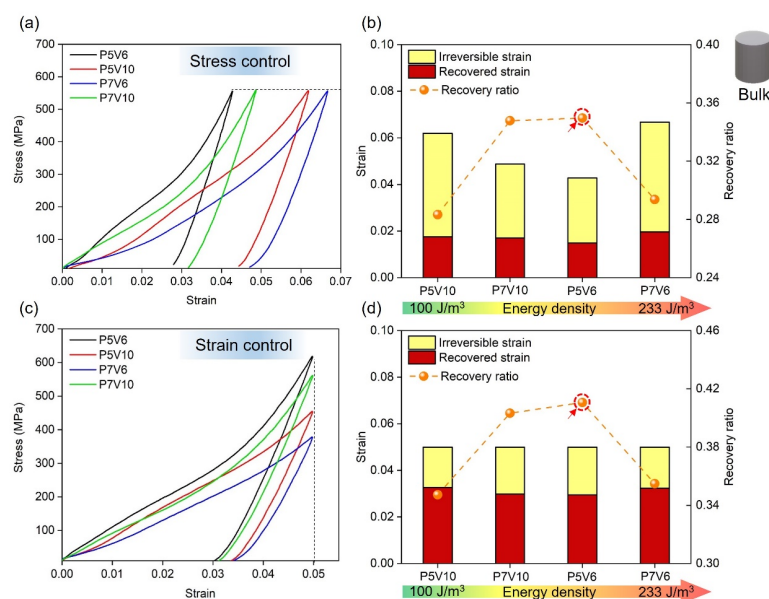 (a)
Stress control
P5V6
P5V10
P7V6
P7V10
700
600
500
400
300
200
100
Stress (MPa)
0.00 0.01 0.02 0.03 0.04 0.05 0.06 0.07
Strain
(b)
Irreversible strain
Recovered strain
Recovery ratio
0.10
0.08
0.06
0.04
0.02
0.00
Strain
0.40
0.36
0.32
0.28
0.24
Recovery ratio
Bulk
P5V10 P7V10 P5V6 P7V6
100 J/m³ Energy density 233 J/m³
(c)
Strain control
P5V6
P5V10
P7V6
P7V10
700
600
500
400
300
200
100
Stress (MPa)
0.00 0.01 0.02 0.03 0.04 0.05
Strain
(d)
Irreversible strain
Recovered strain
Recovery ratio
0.10
0.08
0.06
0.04
0.02
0.00
Strain
0.46
0.42
0.38
0.34
0.30
Recovery ratio
P5V10 P7V10 P5V6 P7V6
100 J/m³ Energy density 233 J/m³